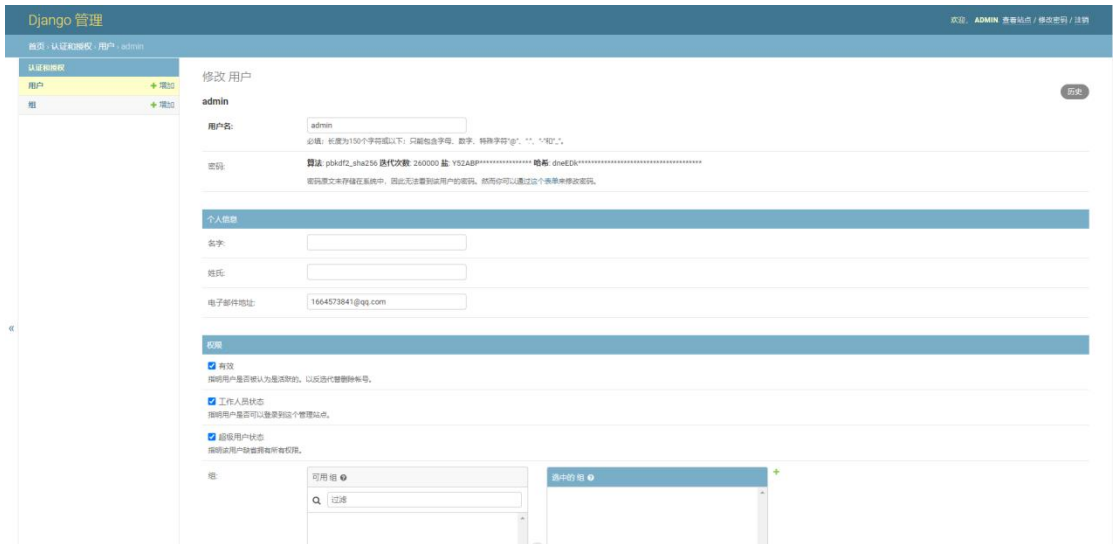 Django 管理
欢迎，ADMIN 查看站点 / 修改密码 / 注销
首页 › 认证和授权 › 用户 › admin
认证和授权
用户 + 增加
组 + 增加
修改 用户
历史
admin
用户名: admin
必填；长度为150个字符或以下；只能包含字母、数字、特殊字符"@"、"."、"-"和"_"。
密码: 算法: pbkdf2_sha256 迭代次数: 260000 盐: Y52ABP**************** 哈希: dneEDk**************************************
密码原文未存储在系统中，因此无法看到该用户的密码。然而你可以通过这个表单来修改密码。
个人信息
名字:
姓氏:
电子邮件地址: 1664573841@qq.com
«
权限
有效
指明用户是否被认为是活跃的。以反选代替删除帐号。
工作人员状态
指明用户是否可以登录到这个管理站点。
超级用户状态
指明该用户缺省拥有所有权限。
组: 可用 组 选中的 组 +
过滤